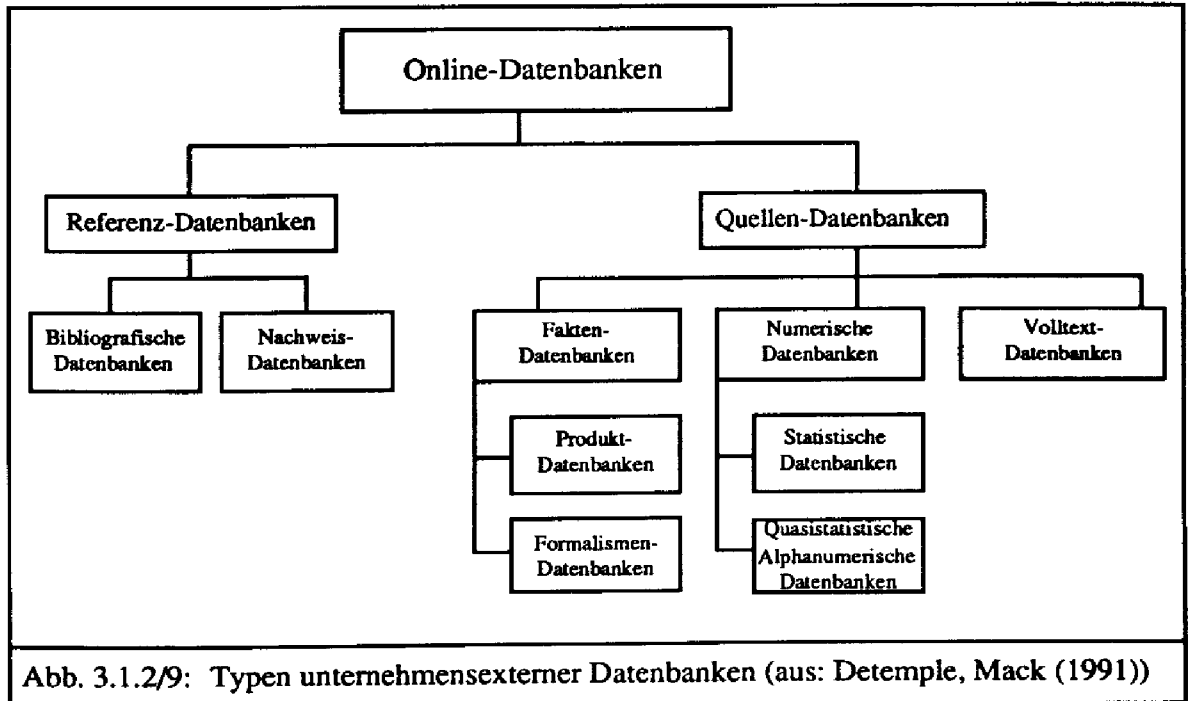 Online-Datenbanken
Referenz-Datenbanken
Quellen-Datenbanken
Bibliografische
Datenbanken
Nachweis-
Datenbanken
Fakten-
Datenbanken
Numerische
Datenbanken
Volltext-
Datenbanken
Produkt-
Datenbanken
Statistische
Datenbanken
Formalismen-
Datenbanken
Quasistatistische
Alphanumerische
Datenbanken
Abb. 3.1.2/9: Typen unternehmensexterner Datenbanken (aus: Detemple, Mack (1991))